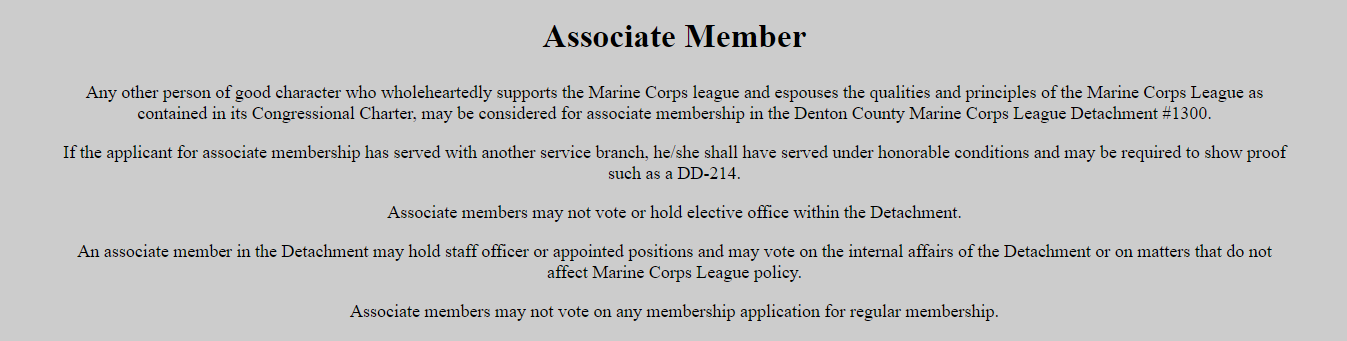 Associate Member
Any other person of good character who wholeheartedly supports the Marine Corps league and espouses the qualities and principles of the Marine Corps League as
contained in its Congressional Charter, may be considered for associate membership in the Denton County Marine Corps League Detachment #1300.
If the applicant for associate membership has served with another service branch, he/she shall have served under honorable conditions and may be required to show proof
such as a DD-214.
Associate members may not vote or hold elective office within the Detachment.
An associate member in the Detachment may hold staff officer or appointed positions and may vote on the internal affairs of the Detachment or on matters that do not
affect Marine Corps League policy.
Associate members may not vote on any membership application for regular membership.